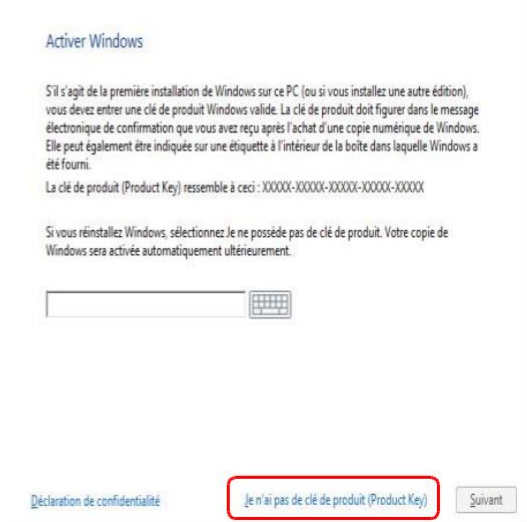 Activer Windows
S'il s'agit de la première installation de Windows sur ce PC (ou si vous installez une autre édition),
vous devez entrer une clé de produit Windows valide. La clé de produit doit figurer dans le message
électronique de confirmation que vous avez reçu après l'achat d'une copie numérique de Windows.
Elle peut également être indiquée sur une étiquette à l'intérieur de la boîte dans laquelle Windows a
été fourni.
La clé de produit (Product Key) ressemble à ceci : XXXXX-XXXXX-XXXXX-XXXXX-XXXXX
Si vous réinstallez Windows, sélectionnez Je ne possède pas de clé de produit. Votre copie de
Windows sera activée automatiquement ultérieurement.
Déclaration de confidentialité
Je n'ai pas de clé de produit (Product Key)
Suivant